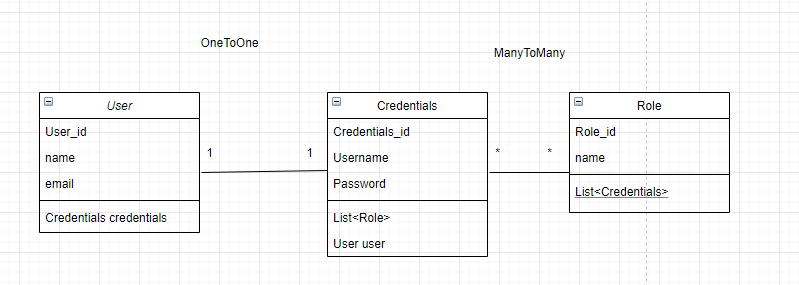 OneToOne
ManyToMany
User
User_id
name
email
Credentials credentials
1
1
Credentials
Credentials_id
Username
Password
List<Role>
User user
*
*
Role
Role_id
name
List<Credentials>